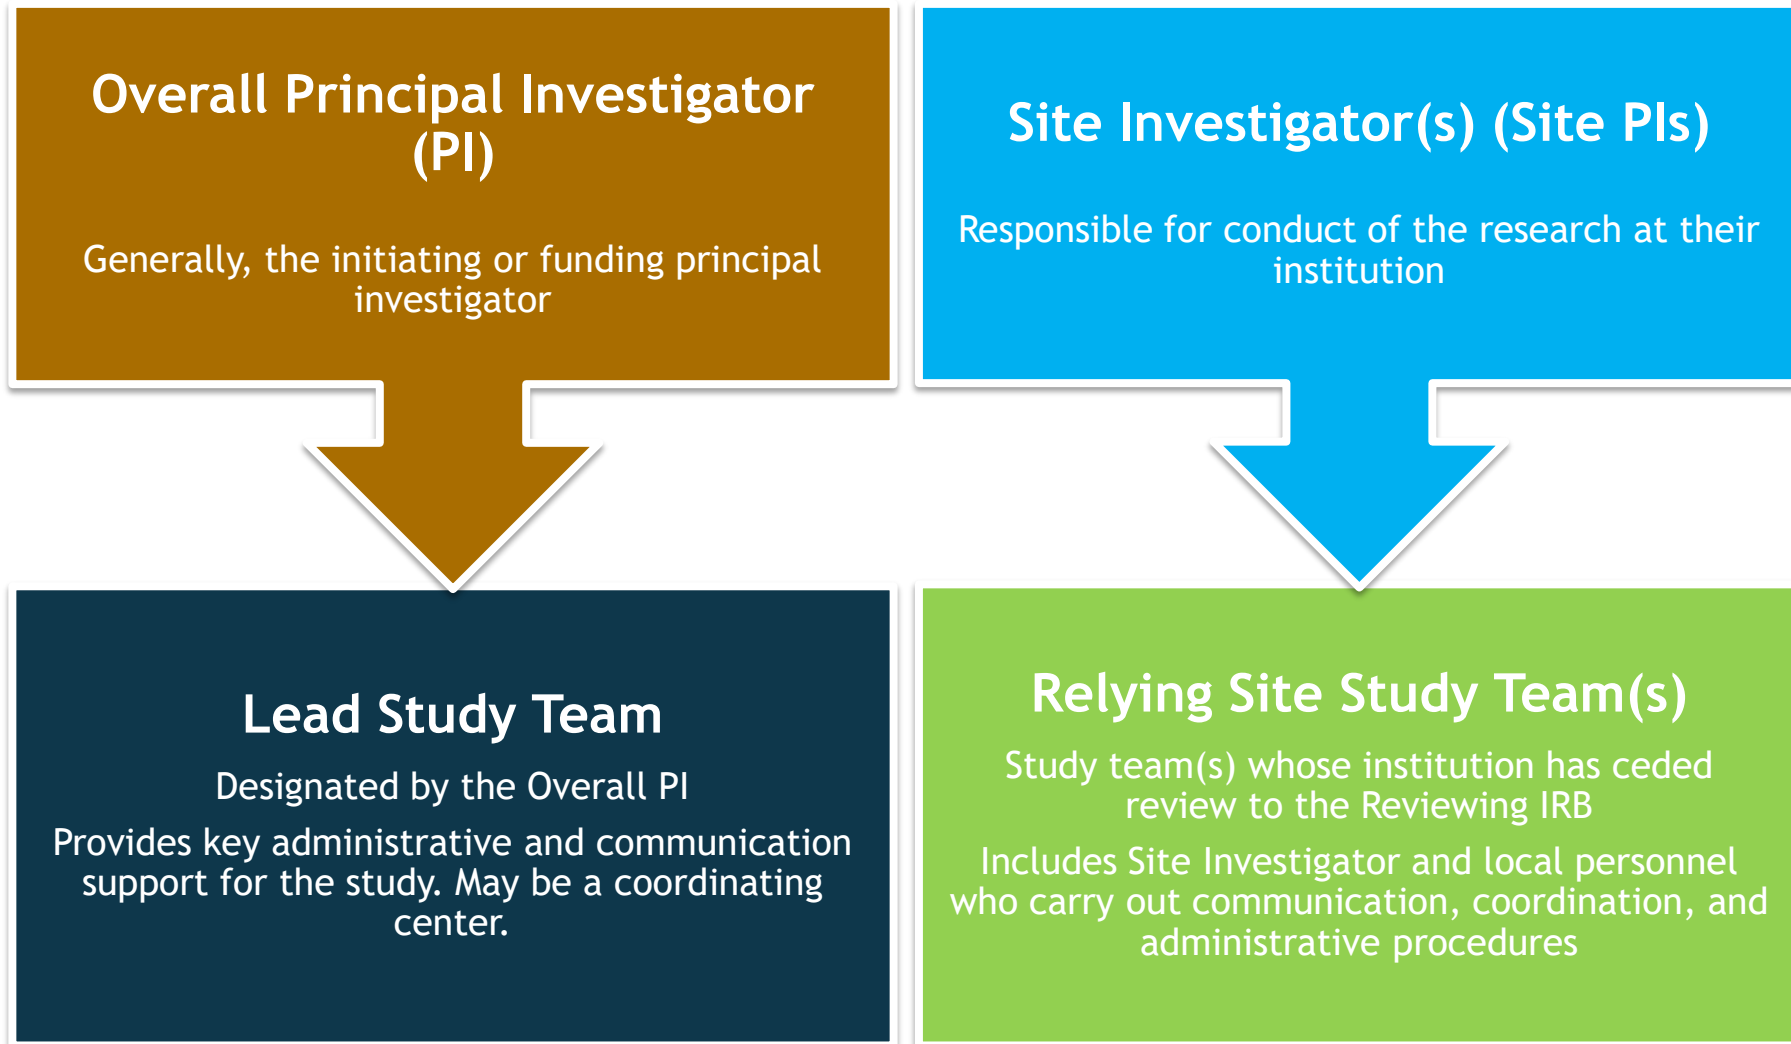 Overall Principal Investigator
(PI)
Generally, the initiating or funding principal
investigator
Site Investigator(s) (Site PIs)
Responsible for conduct of the research at their
institution
Lead Study Team
Designated by the Overall PI
Provides key administrative and communication
support for the study. May be a coordinating
center.
Relying Site Study Team(s)
Study team(s) whose institution has ceded
review to the Reviewing IRB
Includes Site Investigator and local personnel
who carry out communication, coordination, and
administrative procedures